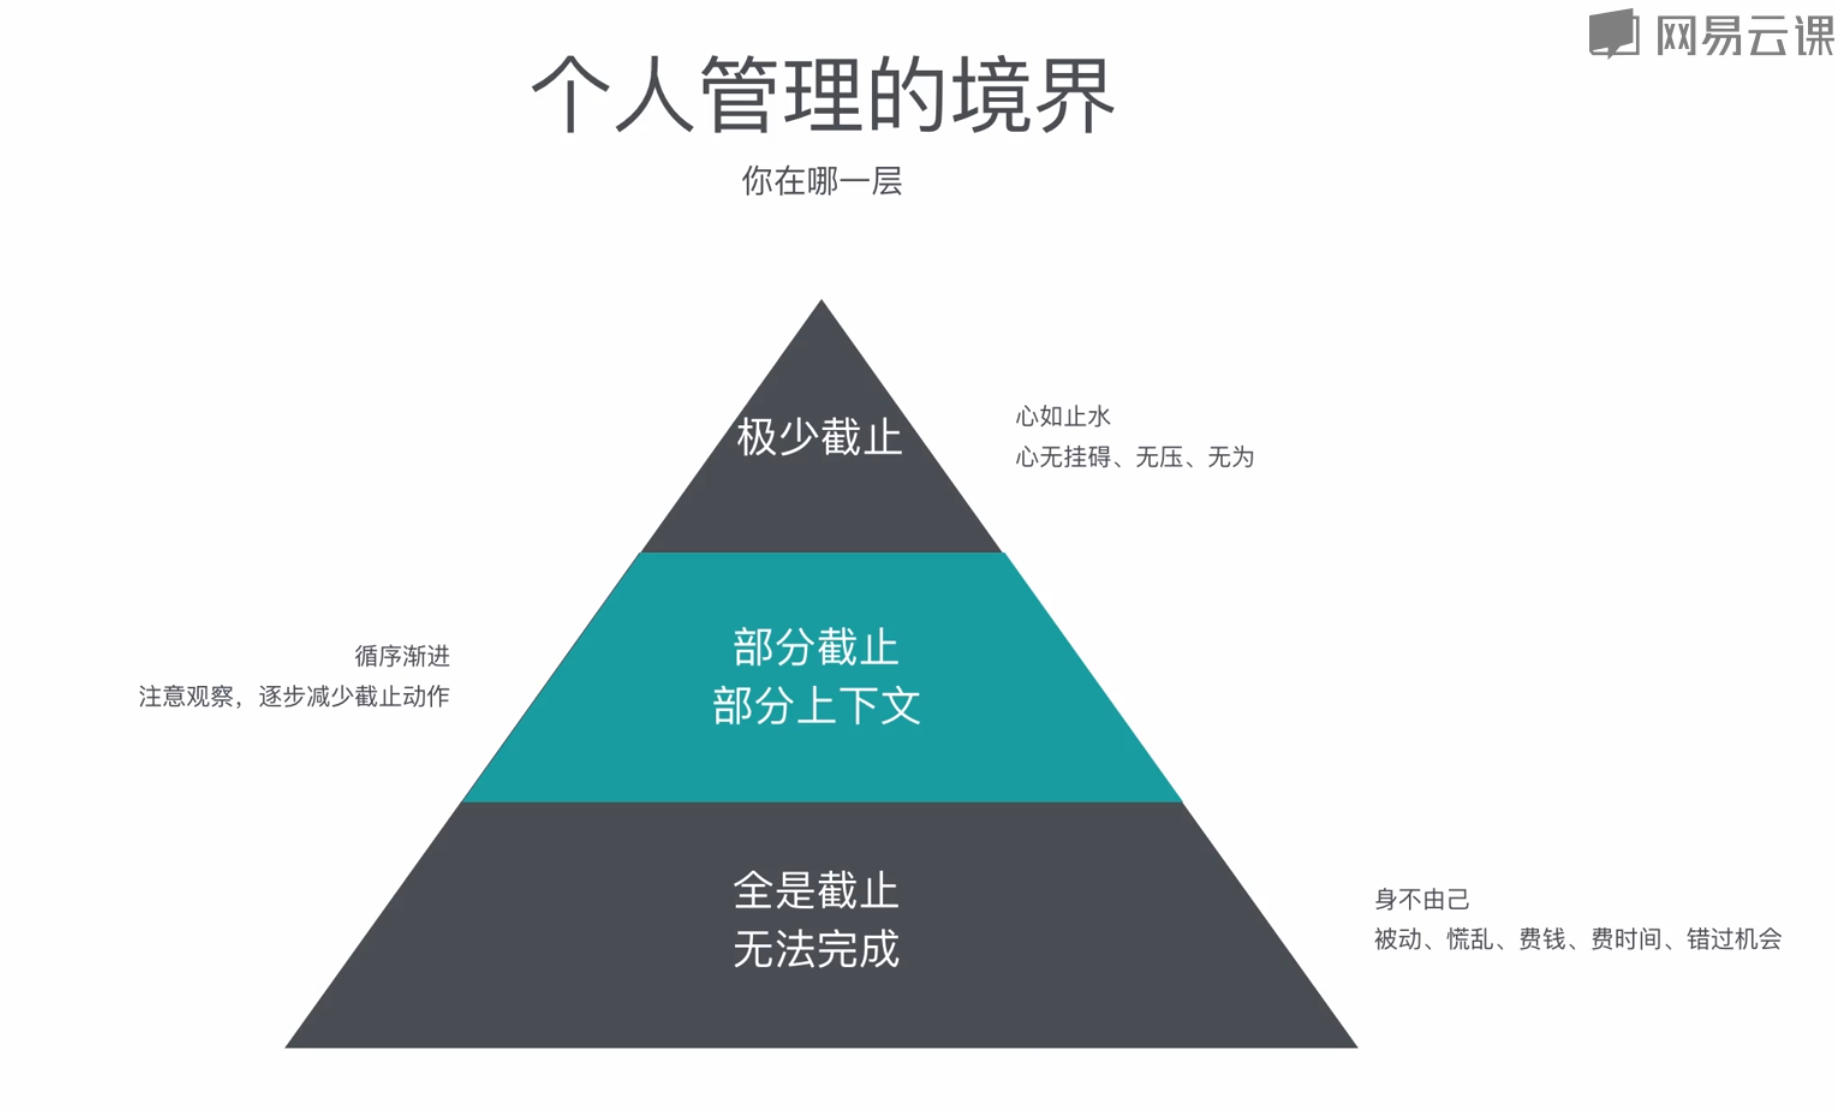 网易云课
个人管理的境界
你在哪一层
极少截止
心如止水
心无挂碍、无压、无为
部分截止
部分上下文
循序渐进
注意观察，逐步减少截止动作
全是截止
无法完成
身不由己
被动、慌乱、费钱、费时间、错过机会